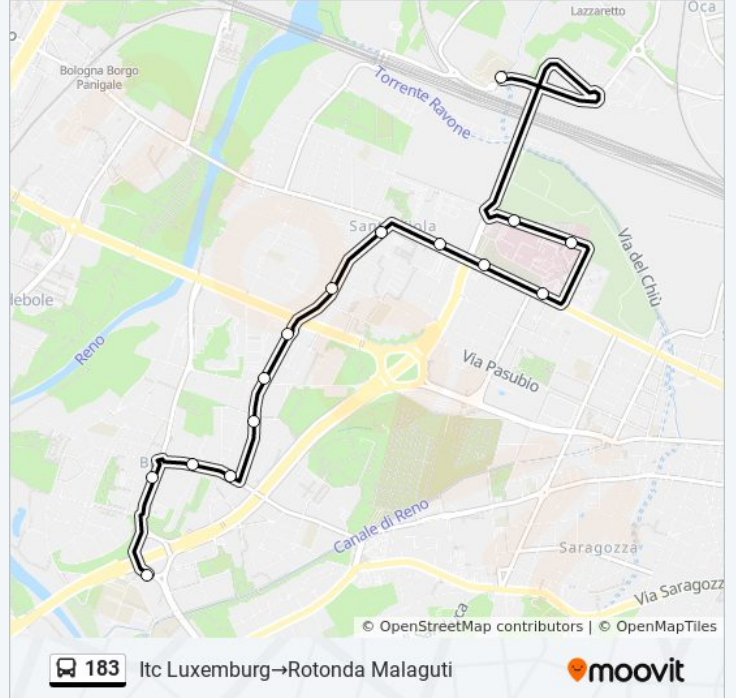 Lazzaretto
Oca
Bologna Borgo
Panigale
Torrente Ravone
Via del Chiù
lebole
Reno
Via Pasubio
Canale di Reno
Saragozza
Via Saragozz
© OpenStreetMap contributors | © OpenMapTiles
183
Itc Luxemburg→Rotonda Malaguti
moovit